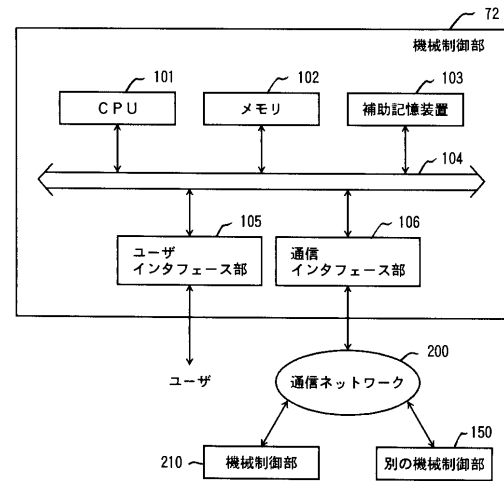 72
機械制御部
101
102
103
CPU
メモリ
補助記憶装置
104
105
106
ユーザ
インタフェース部
通信
インタフェース部
200
ユーザ
通信ネットワーク
150
210
機械制御部
別の機械制御部